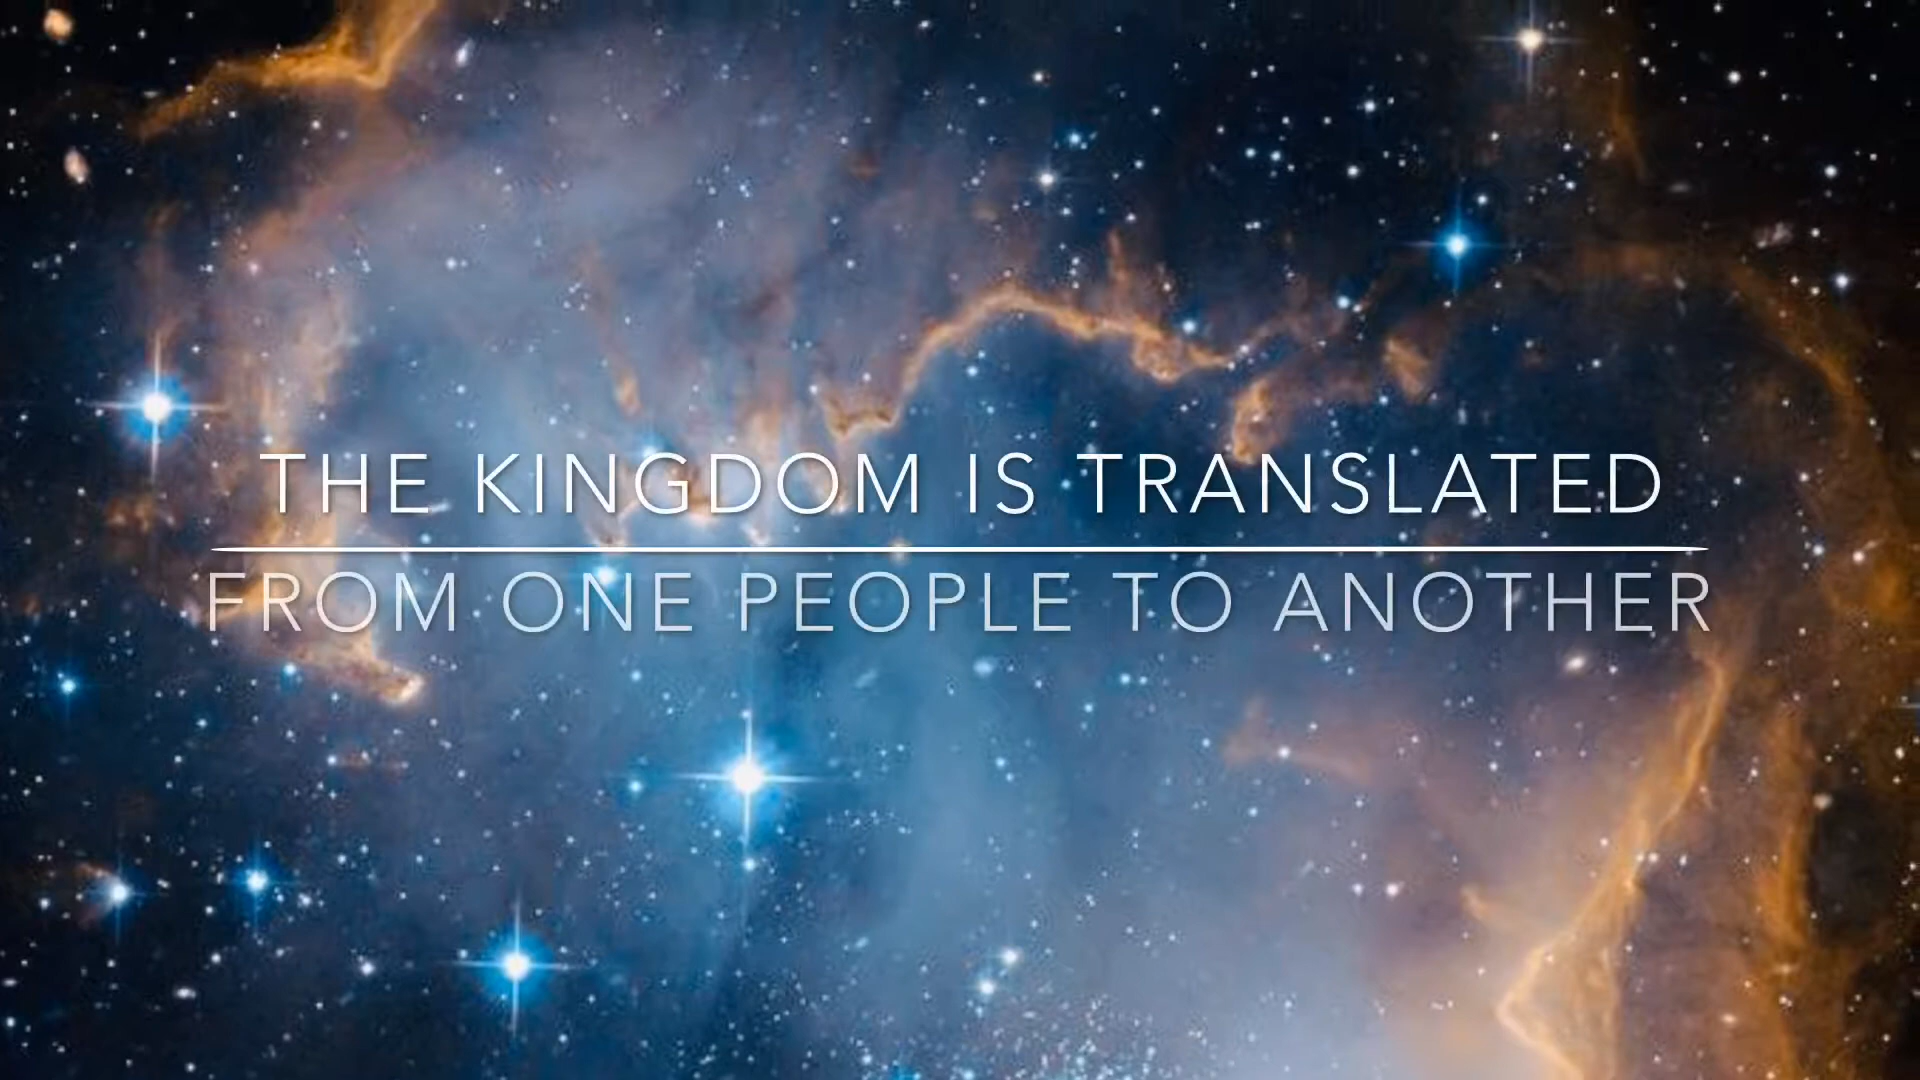 THE KINGDOM IS TRANSLATED
FROM ONE PEOPLE TO ANOTHER